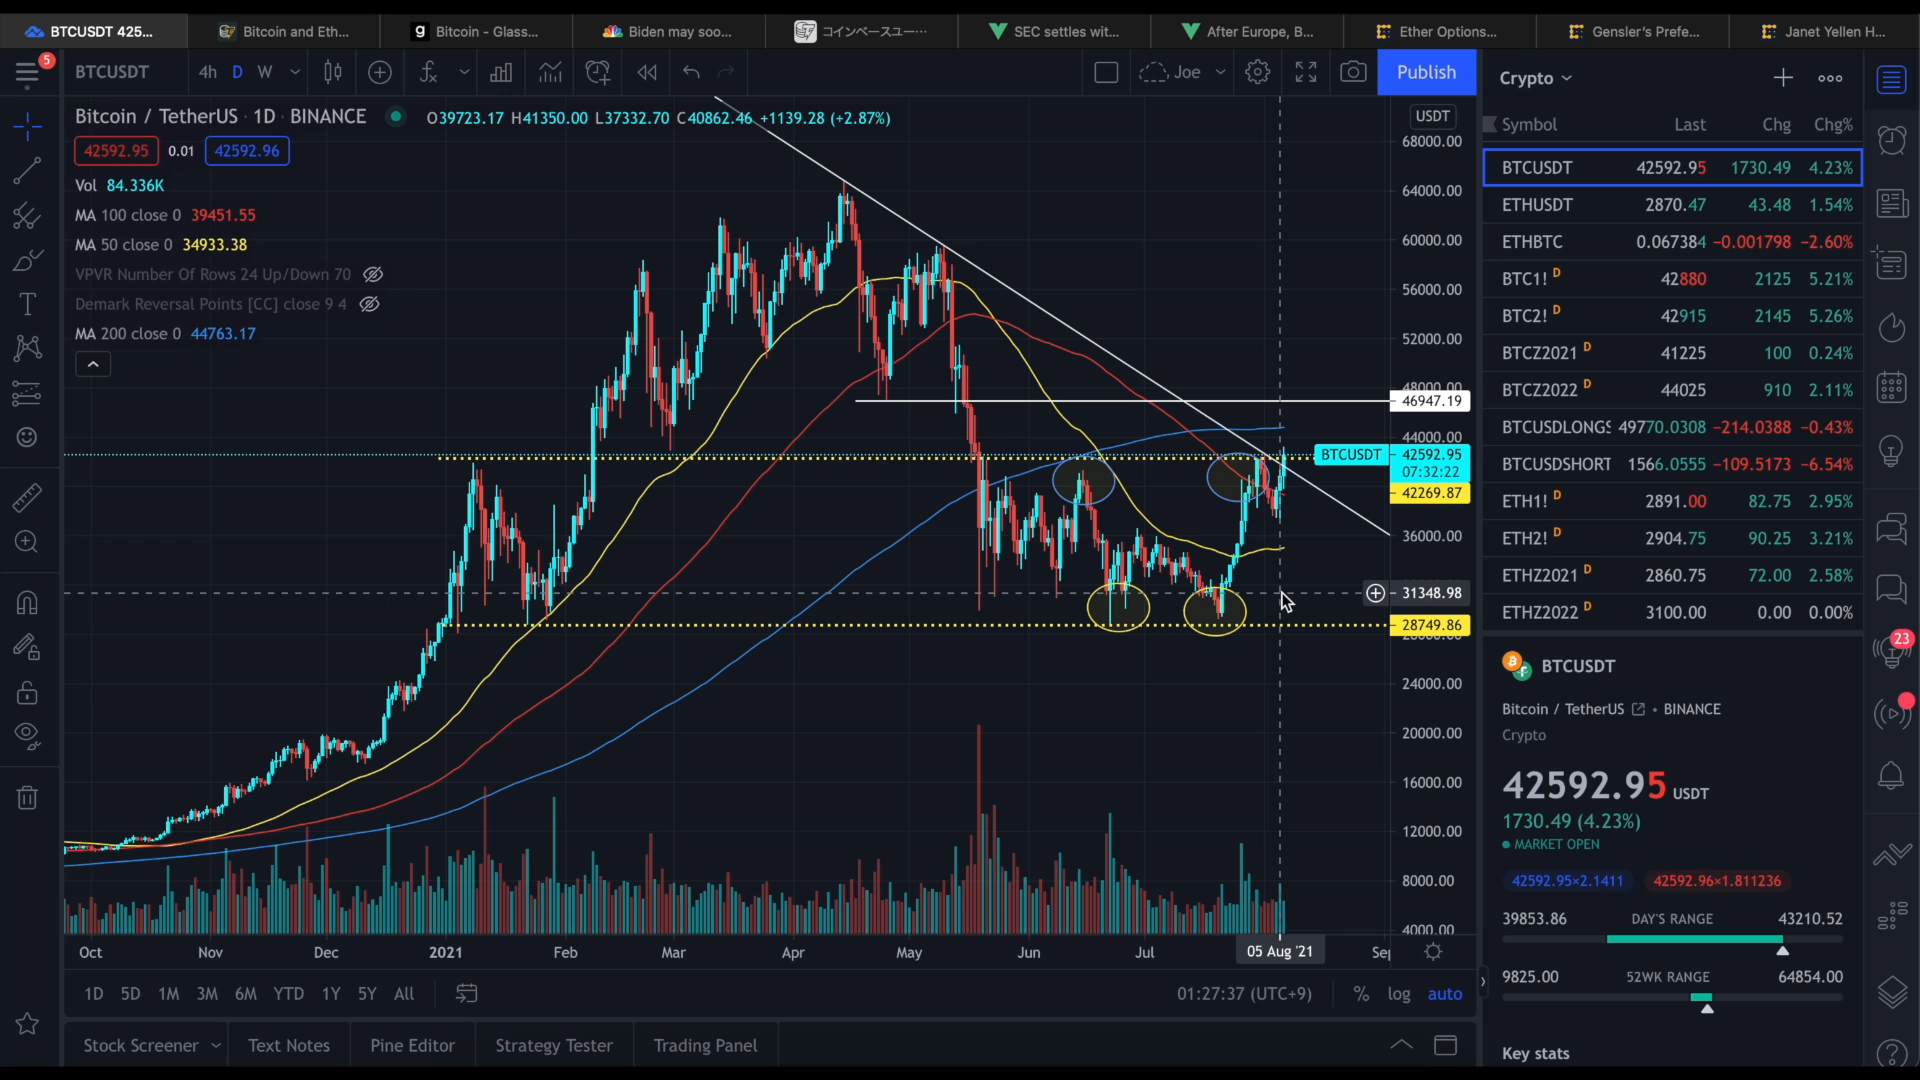 BTCUSDT 425...
Bitcoin and Eth...
Bitcoin - Glass...
Biden may soo...
コインベースユー…
SEC settles wit...
After Europe, B...
Ether Options...
Gensler's Prefe...
Janet Yellen H...
5
BTCUSDT
4h D W
Joe
Publish
Bitcoin / TetherUS · 1D · BINANCE
O39723.17 H41350.00 L37332.70 C40862.46 +1139.28 (+2.87%)
42592.95 0.01 42592.96
Vol 84.336K
MA 100 close 0 39451.55
MA 50 close 0 34933.38
VPVR Number Of Rows 24 Up/Down 70
Demark Reversal Points [CC] close 9 4
MA 200 close 0 44763.17
USDT
68000.00
64000.00
60000.00
56000.00
52000.00
48000.00
46947.19
44000.00
BTCUSDT 42592.95
07:32:22
42269.87
36000.00
31348.98
28749.86
24000.00
20000.00
16000.00
12000.00
8000.00
4000.00
Oct Nov Dec 2021 Feb Mar Apr May Jun Jul 05 Aug '21 Sep
1D 5D 1M 3M 6M YTD 1Y 5Y All
01:27:37 (UTC+9)
% log auto
Stock Screener Text Notes Pine Editor Strategy Tester Trading Panel
Crypto
Symbol Last Chg Chg%
BTCUSDT 42592.95 1730.49 4.23%
ETHUSDT 2870.47 43.48 1.54%
ETHBTC 0.067384 −0.001798 −2.60%
BTC1! D 42880 2125 5.21%
BTC2! D 42915 2145 5.26%
BTCZ2021 D 41225 100 0.24%
BTCZ2022 D 44025 910 2.11%
BTCUSDLONGS 49770.0308 −214.0388 −0.43%
BTCUSDSHORT 1566.0555 −109.5173 −6.54%
ETH1! D 2891.00 82.75 2.95%
ETH2! D 2904.75 90.25 3.21%
ETHZ2021 D 2860.75 72.00 2.58%
ETHZ2022 D 3100.00 0.00 0.00%
BTCUSDT
Bitcoin / TetherUS • BINANCE
Crypto
42592.95 USDT
1730.49 (4.23%)
MARKET OPEN
42592.95×2.1411 42592.96×1.811236
39853.86 DAY'S RANGE 43210.52
9825.00 52WK RANGE 64854.00
Key stats
23